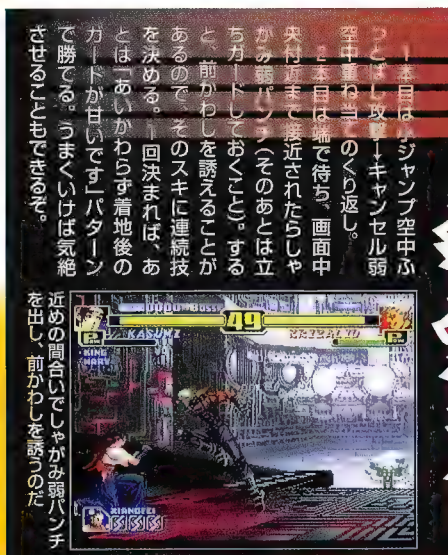 1本目は小ジャンプ空中ふ
っとばし攻撃→キャンセル弱
空中重ね当てのくり返し。
2本目は端で待ち、画面中
央付近まで接近されたらしゃ
がみ弱パンチ(そのあとは立
ちガードしておくこと)。する
と、前かわしを誘えることが
あるので、そのスキに連続技
を決める。1回決まれば、あ
とは「あいかわらず着地後の
ガードが甘いです」パターン
で勝てる。うまくいけば気絶
させることもできるぞ。
49
KASUMI
KRIZALID
Pow
Pow
KING
MARY
XIANGFEI
近めの間合いでしゃがみ弱パンチ
を出し、前かわしを誘うのだ